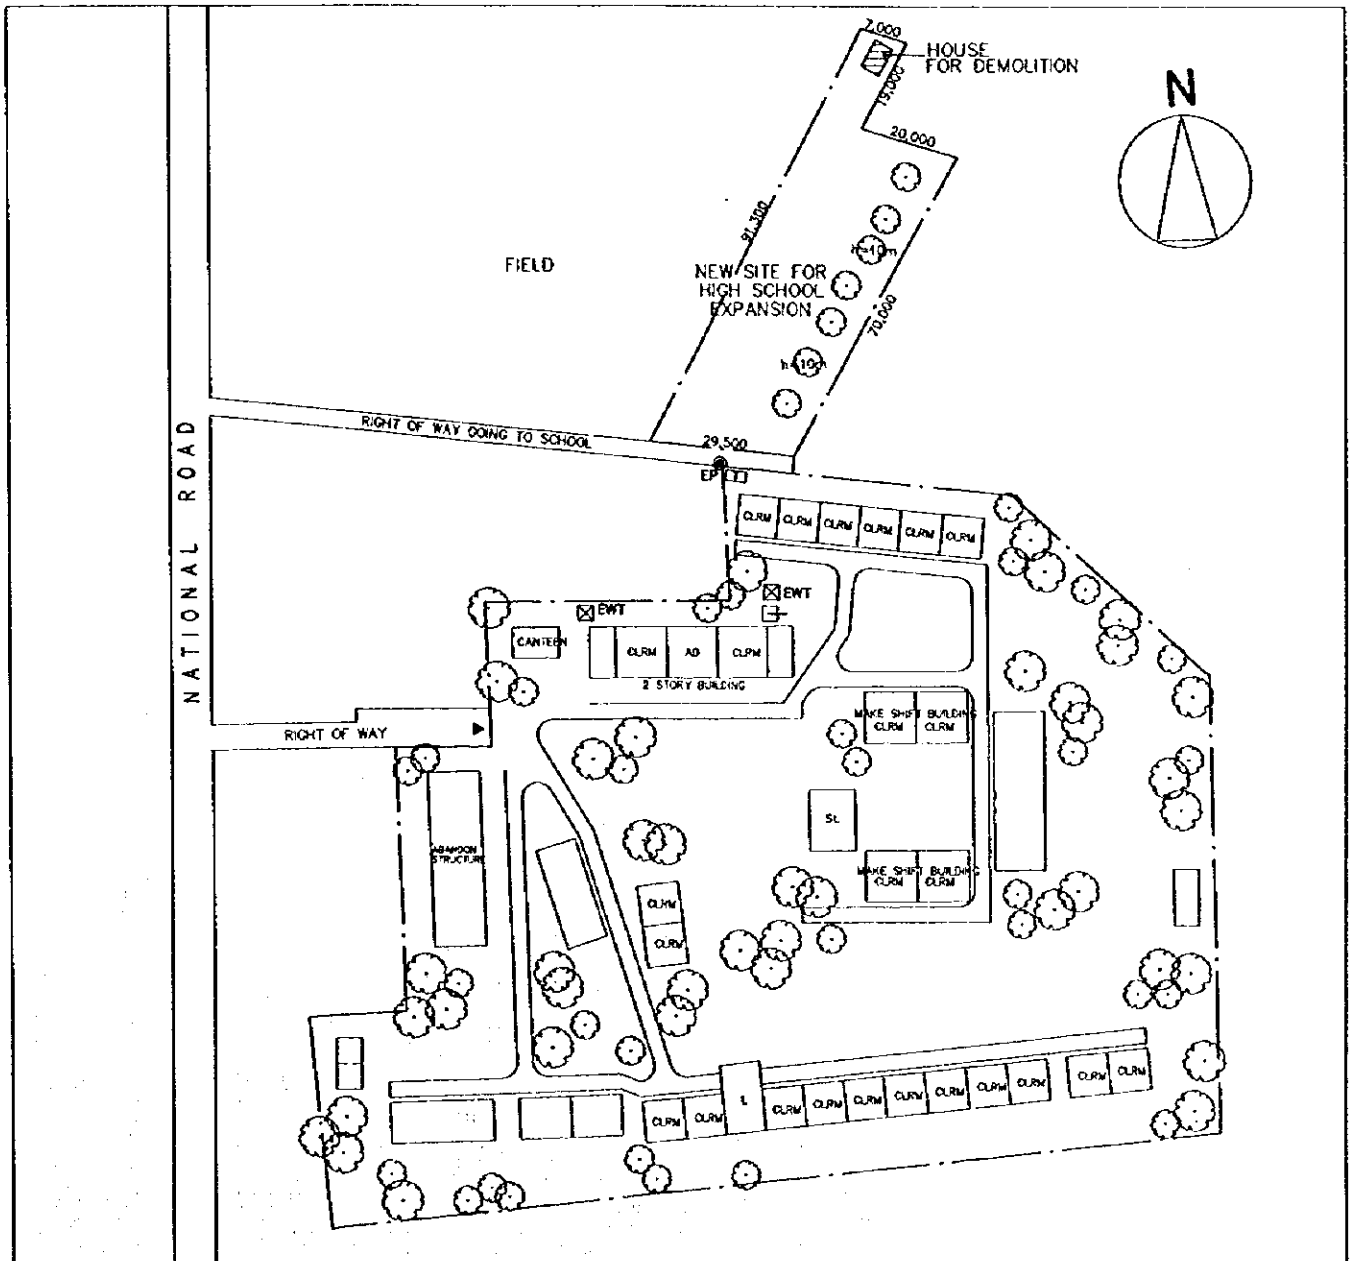 7,000
HOUSE
FOR DEMOLITION
19,000
N
20,000
91,300
FIELD
NEW SITE FOR
HIGH SCHOOL
EXPANSION
70,000
RIGHT OF WAY GOING TO SCHOOL
29,500
EP T
NATIONAL ROAD
CLRM CLRM CLRM CLRM CLRM CLRM
EWT
EWT
CANTEEN
CLRM AD CLRM
2 STORY BUILDING
RIGHT OF WAY
MAKE SHIFT BUILDING
CLRM CLRM
SL
ABANDON
STRUCTURE
MAKE SHIFT BUILDING
CLRM CLRM
CLRM
CLRM
CLRM CLRM L CLRM CLRM CLRM CLRM CLRM CLRM CLRM CLRM CLRM